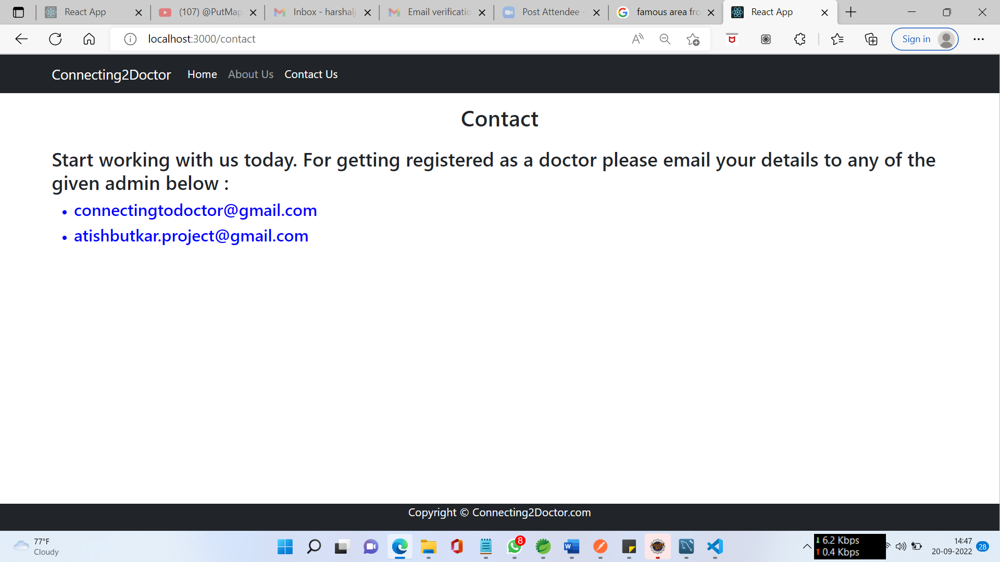 React App
(107) @PutMap
Inbox - harshalj
Email verificatio
Post Attendee -
famous area fro
React App
localhost:3000/contact
Sign in
Connecting2Doctor Home About Us Contact Us
Contact
Start working with us today. For getting registered as a doctor please email your details to any of the
given admin below :
• connectingtodoctor@gmail.com
• atishbutkar.project@gmail.com
Copyright © Connecting2Doctor.com
77°F
Cloudy
8
↓ 6.2 Kbps
↑ 0.4 Kbps
14:47
20-09-2022
28